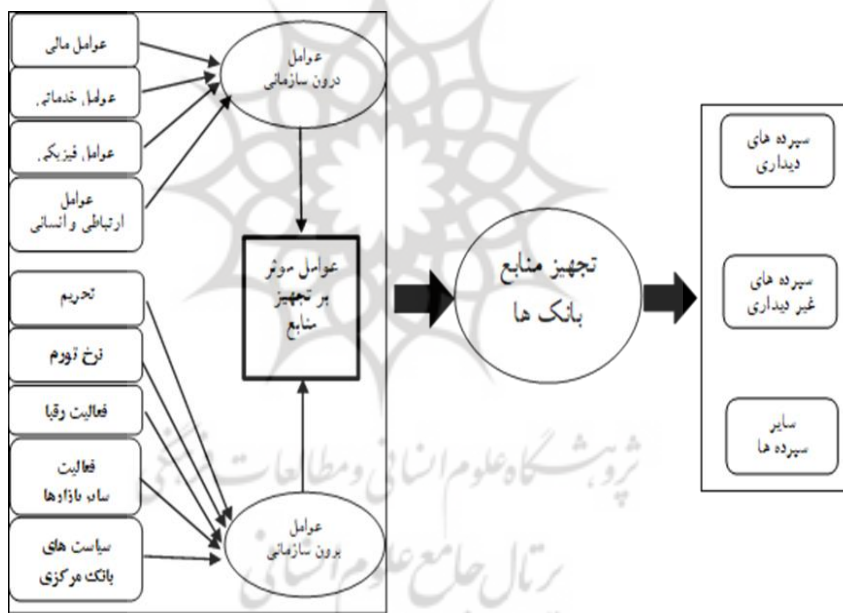 عوامل مالی
عوامل خدماتی
عوامل فیزیکی
عوامل
ارتباطی و انسانی
تحریم
نرخ تورم
فعالیت رقبا
فعالیت
سایر بازارها
سیاست های
بانک مرکزی
عوامل
درون سازمانی
عوامل موثر
بر تجهیز
منابع
عوامل
برون سازمانی
تجهیز منابع
بانک ها
سپرده های
دیداری
سپرده های
غیر دیداری
سایر
سپرده ها
پژوهشگاه علوم انسانی و مطالعات فرهنگی
پرتال جامع علوم انسانی